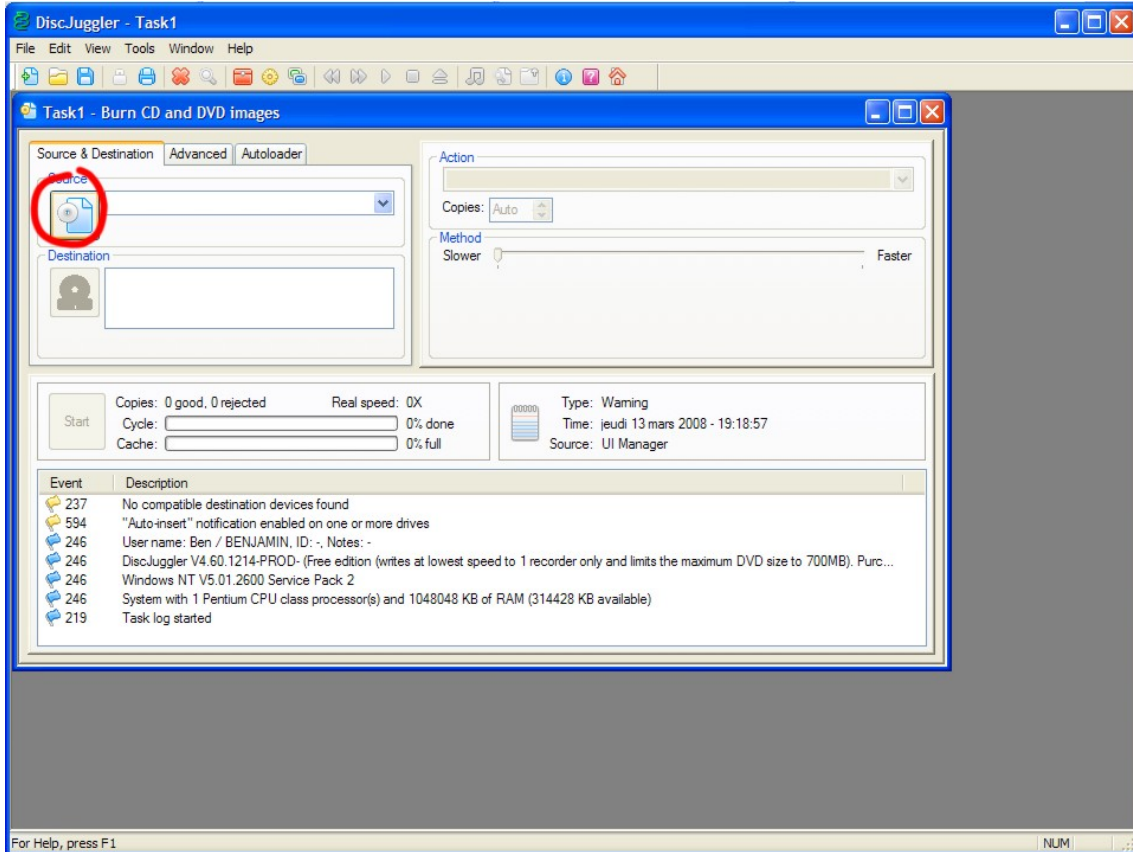 DiscJuggler - Task1
File Edit View Tools Window Help
Task1 - Burn CD and DVD images
Source & Destination Advanced Autoloader
Source
Destination
Action
Copies: Auto
Method
Slower Faster
Start
Copies: 0 good, 0 rejected Real speed: 0X
Cycle: 0% done
Cache: 0% full
00000
Type: Warning
Time: jeudi 13 mars 2008 - 19:18:57
Source: UI Manager
Event Description
237 No compatible destination devices found
594 "Auto-insert" notification enabled on one or more drives
246 User name: Ben / BENJAMIN, ID: -, Notes: -
246 DiscJuggler V4.60.1214-PROD- (Free edition (writes at lowest speed to 1 recorder only and limits the maximum DVD size to 700MB). Purc...
246 Windows NT V5.01.2600 Service Pack 2
246 System with 1 Pentium CPU class processor(s) and 1048048 KB of RAM (314428 KB available)
219 Task log started
For Help, press F1 NUM